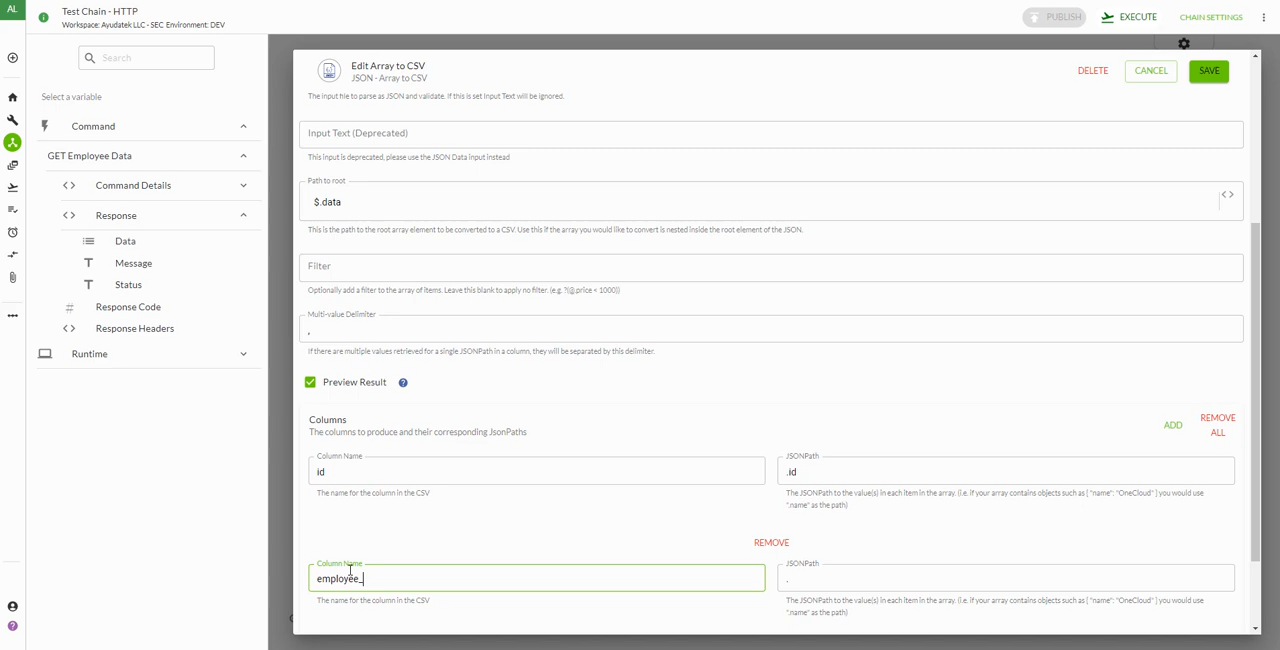 AL
Test Chain - HTTP
Workspace: Ayudatek LLC - SEC Environment: DEV
PUBLISH
EXECUTE
CHAIN SETTINGS
Search
Select a variable
Command
GET Employee Data
Command Details
Response
Data
Message
Status
Response Code
Response Headers
Runtime
Edit Array to CSV
JSON - Array to CSV
DELETE
CANCEL
SAVE
The input file to parse as JSON and validate. If this is set Input Text will be ignored.
Input Text (Deprecated)
This input is deprecated, please use the JSON Data input instead
Path to root
$.data
This is the path to the root array element to be converted to a CSV. Use this if the array you would like to convert is nested inside the root element of the JSON.
Filter
Optionally add a filter to the array of items. Leave this blank to apply no filter. (e.g. ?(@.price < 1000))
Multi-value Delimiter
,
If there are multiple values retrieved for a single JSONPath in a column, they will be separated by this delimiter.
Preview Result
Columns
The columns to produce and their corresponding JsonPaths
ADD
REMOVE
ALL
Column Name
id
The name for the column in the CSV
JSONPath
.id
The JSONPath to the value(s) in each item in the array. (i.e. if your array contains objects such as { "name": "OneCloud" } you would use
".name" as the path)
REMOVE
Column Name
employee_
The name for the column in the CSV
JSONPath
.
The JSONPath to the value(s) in each item in the array. (i.e. if your array contains objects such as { "name": "OneCloud" } you would use
".name" as the path)